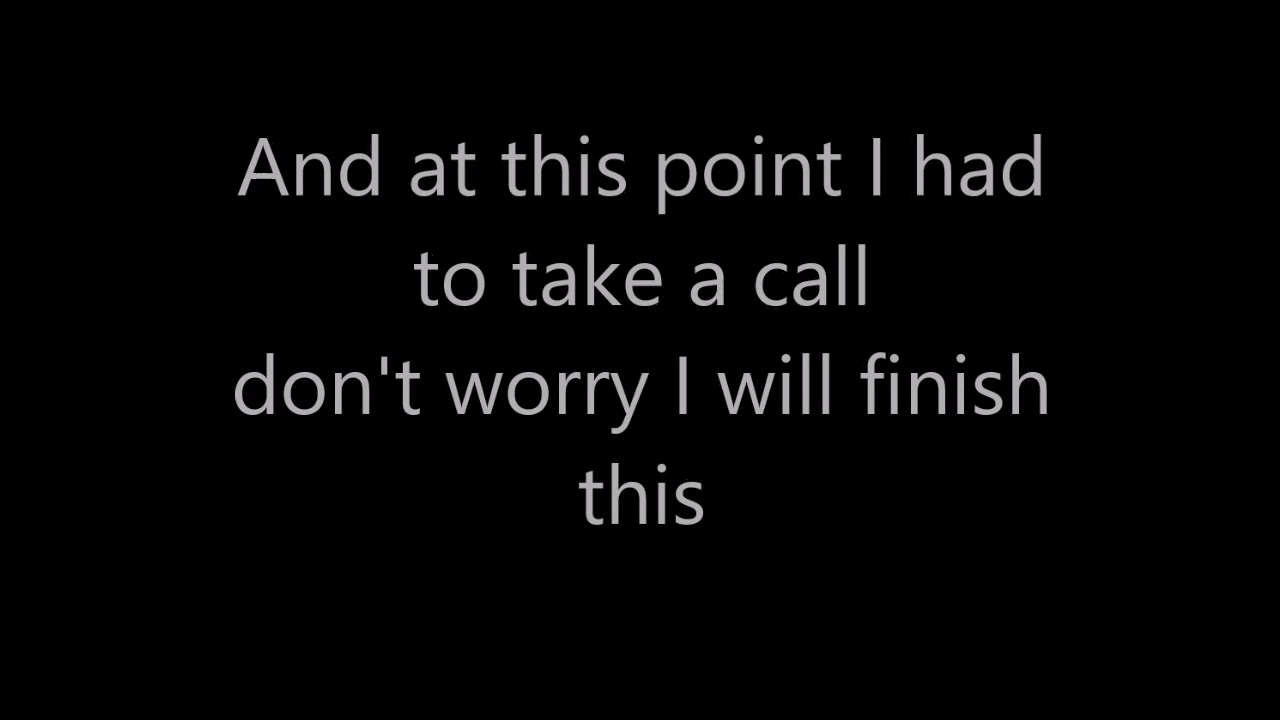 And at this point I had
to take a call
don't worry I will finish
this